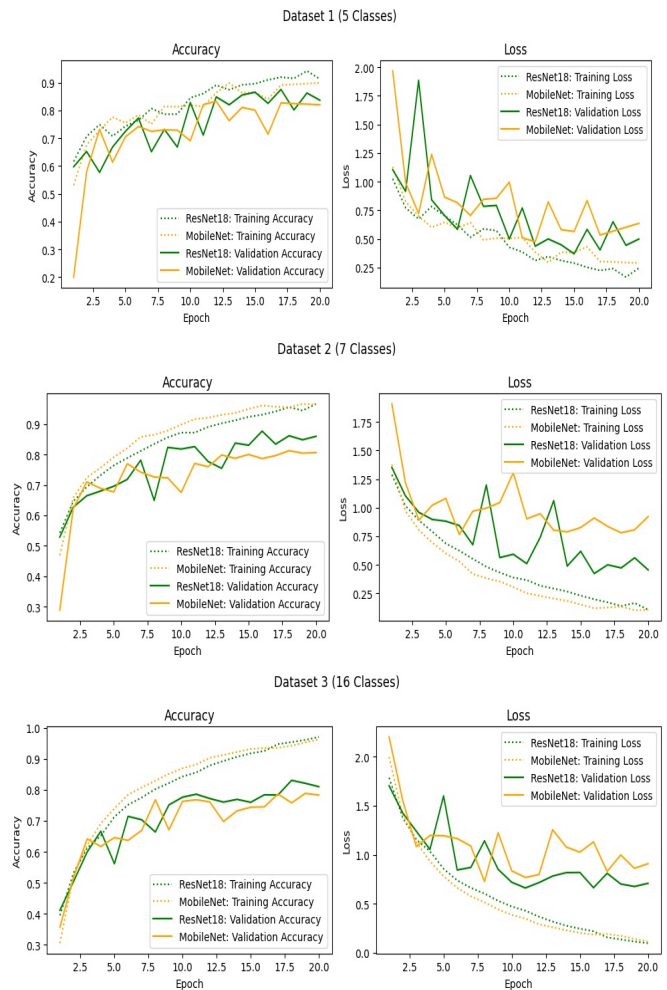 Dataset 1 (5 Classes)
Accuracy
Loss
Accuracy
0.9
0.8
0.7
0.6
0.5
0.4
0.3
0.2
ResNet18: Training Accuracy
MobileNet: Training Accuracy
ResNet18: Validation Accuracy
MobileNet: Validation Accuracy
2.5 5.0 7.5 10.0 12.5 15.0 17.5 20.0
Epoch
Loss
2.00
1.75
1.50
1.25
1.00
0.75
0.50
0.25
ResNet18: Training Loss
MobileNet: Training Loss
ResNet18: Validation Loss
MobileNet: Validation Loss
2.5 5.0 7.5 10.0 12.5 15.0 17.5 20.0
Epoch
Dataset 2 (7 Classes)
Accuracy
Loss
Accuracy
0.9
0.8
0.7
0.6
0.5
0.4
0.3
ResNet18: Training Accuracy
MobileNet: Training Accuracy
ResNet18: Validation Accuracy
MobileNet: Validation Accuracy
2.5 5.0 7.5 10.0 12.5 15.0 17.5 20.0
Epoch
Loss
1.75
1.50
1.25
1.00
0.75
0.50
0.25
ResNet18: Training Loss
MobileNet: Training Loss
ResNet18: Validation Loss
MobileNet: Validation Loss
2.5 5.0 7.5 10.0 12.5 15.0 17.5 20.0
Epoch
Dataset 3 (16 Classes)
Accuracy
Loss
Accuracy
1.0
0.9
0.8
0.7
0.6
0.5
0.4
0.3
ResNet18: Training Accuracy
MobileNet: Training Accuracy
ResNet18: Validation Accuracy
MobileNet: Validation Accuracy
2.5 5.0 7.5 10.0 12.5 15.0 17.5 20.0
Epoch
Loss
2.0
1.5
1.0
0.5
0.0
ResNet18: Training Loss
MobileNet: Training Loss
ResNet18: Validation Loss
MobileNet: Validation Loss
2.5 5.0 7.5 10.0 12.5 15.0 17.5 20.0
Epoch